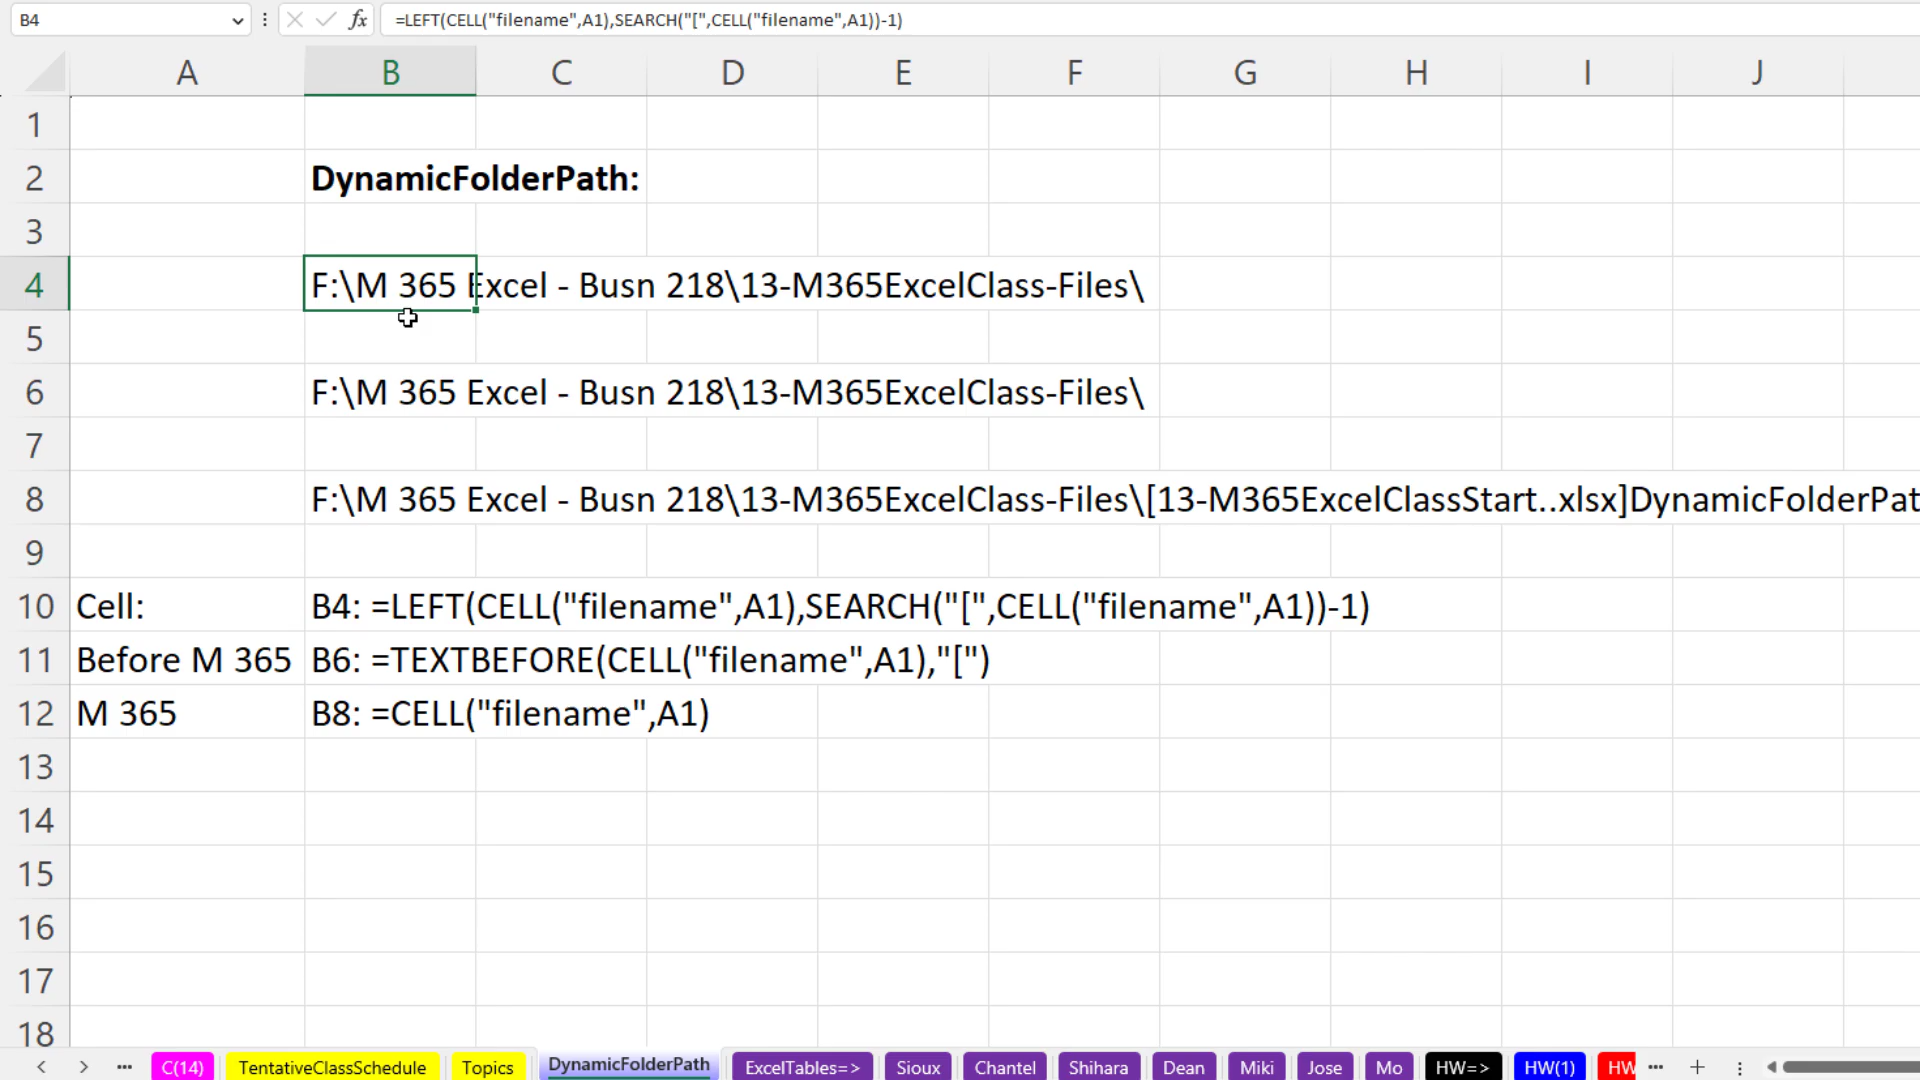 B4 fx =LEFT(CELL("filename",A1),SEARCH("[",CELL("filename",A1))-1)
A B C D E F G H I J
1
2 DynamicFolderPath:
3
4 F:\M 365 Excel - Busn 218\13-M365ExcelClass-Files\
5
6 F:\M 365 Excel - Busn 218\13-M365ExcelClass-Files\
7
8 F:\M 365 Excel - Busn 218\13-M365ExcelClass-Files\[13-M365ExcelClassStart..xlsx]DynamicFolderPat
9
10 Cell: B4: =LEFT(CELL("filename",A1),SEARCH("[",CELL("filename",A1))-1)
11 Before M 365 B6: =TEXTBEFORE(CELL("filename",A1),"[")
12 M 365 B8: =CELL("filename",A1)
13
14
15
16
17
18
C(14) TentativeClassSchedule Topics DynamicFolderPath ExcelTables=> Sioux Chantel Shihara Dean Miki Jose Mo HW=> HW(1) HW